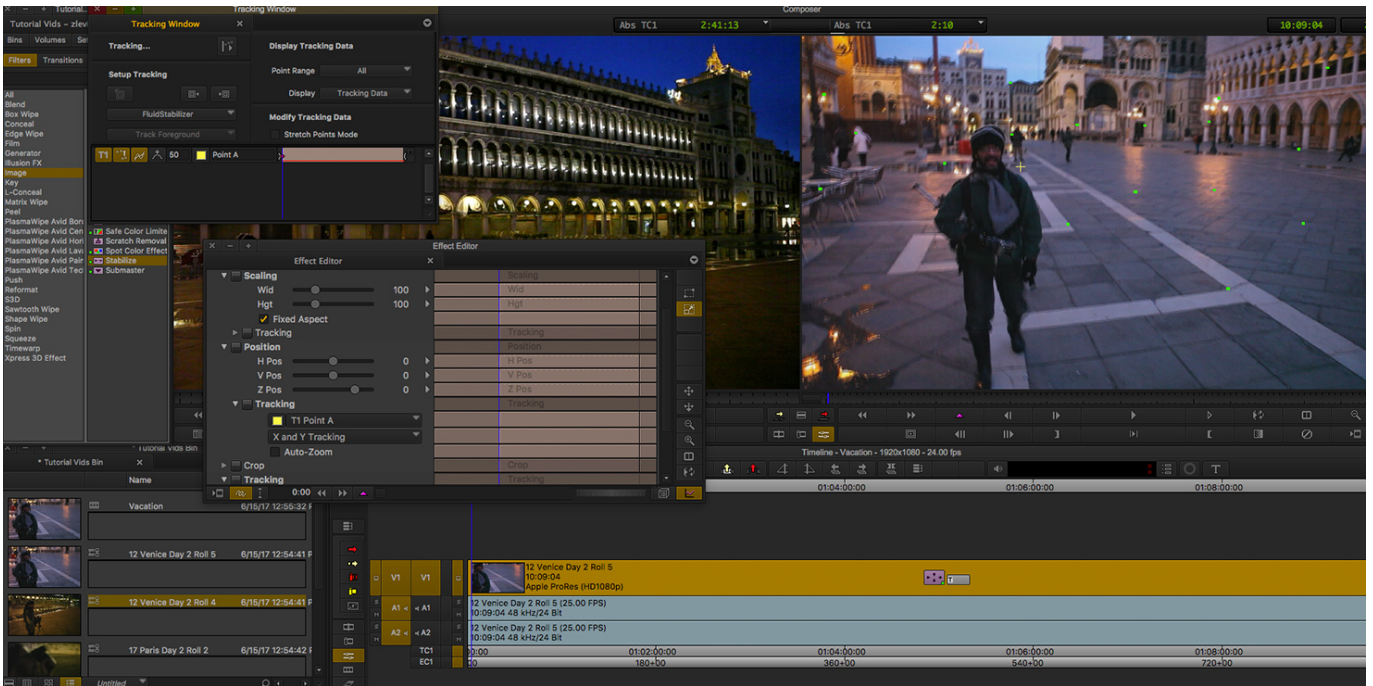 Tutorial..
Tracking Window
Composer
Tutorial Vids – zlev
Tracking Window
Abs TC1
2:41:13
Abs TC1
2:10
10:09:04
Bins Volumes Se
Filters Transitions
Tracking...
Display Tracking Data
Setup Tracking
Point Range All
Display Tracking Data
FluidStabilizer
Modify Tracking Data
Track Foreground
Stretch Points Mode
T1 50 Point A
All
Blend
Box Wipe
Conceal
Edge Wipe
Film
Generator
Illusion FX
Image
Key
L-Conceal
Matrix Wipe
Peel
PlasmaWipe Avid Bor
PlasmaWipe Avid Cen
PlasmaWipe Avid Hori
PlasmaWipe Avid Lava
PlasmaWipe Avid Pain
PlasmaWipe Avid Tec
Push
Reformat
S3D
Sawtooth Wipe
Shape Wipe
Spin
Squeeze
Timewarp
Xpress 3D Effect
Safe Color Limite
Scratch Removal
Spot Color Effect
Stabilize
Submaster
Effect Editor
Effect Editor
Scaling
Scaling
Wid 100
Wid
Hgt 100
Hgt
Fixed Aspect
Tracking
Tracking
Position
Position
H Pos 0
H Pos
V Pos 0
V Pos
Z Pos 0
Z Pos
Tracking
Tracking
T1 Point A
X and Y Tracking
Auto-Zoom
Crop
Crop
Tracking
Tracking
0:00
Tutorial Vids Bin
* Tutorial Vids Bin
Name
Vacation 6/15/17 12:55:32 P
12 Venice Day 2 Roll 5 6/15/17 12:54:41 P
12 Venice Day 2 Roll 4 6/15/17 12:54:41 P
17 Paris Day 2 Roll 2 6/15/17 12:54:42 P
Untitled
Timeline - Vacation - 1920x1080 - 24.00 fps
01:04:00:00
01:06:00:00
01:08:00:00
V1 V1
12 Venice Day 2 Roll 5
10:09:04
Apple ProRes (HD1080p)
A1 A1
12 Venice Day 2 Roll 5 (25.00 FPS)
10:09:04 48 kHz/24 Bit
A2 A2
12 Venice Day 2 Roll 5 (25.00 FPS)
10:09:04 48 kHz/24 Bit
TC1
01:02:00:00
01:04:00:00
01:06:00:00
01:08:00:00
EC1
180+00
360+00
540+00
720+00